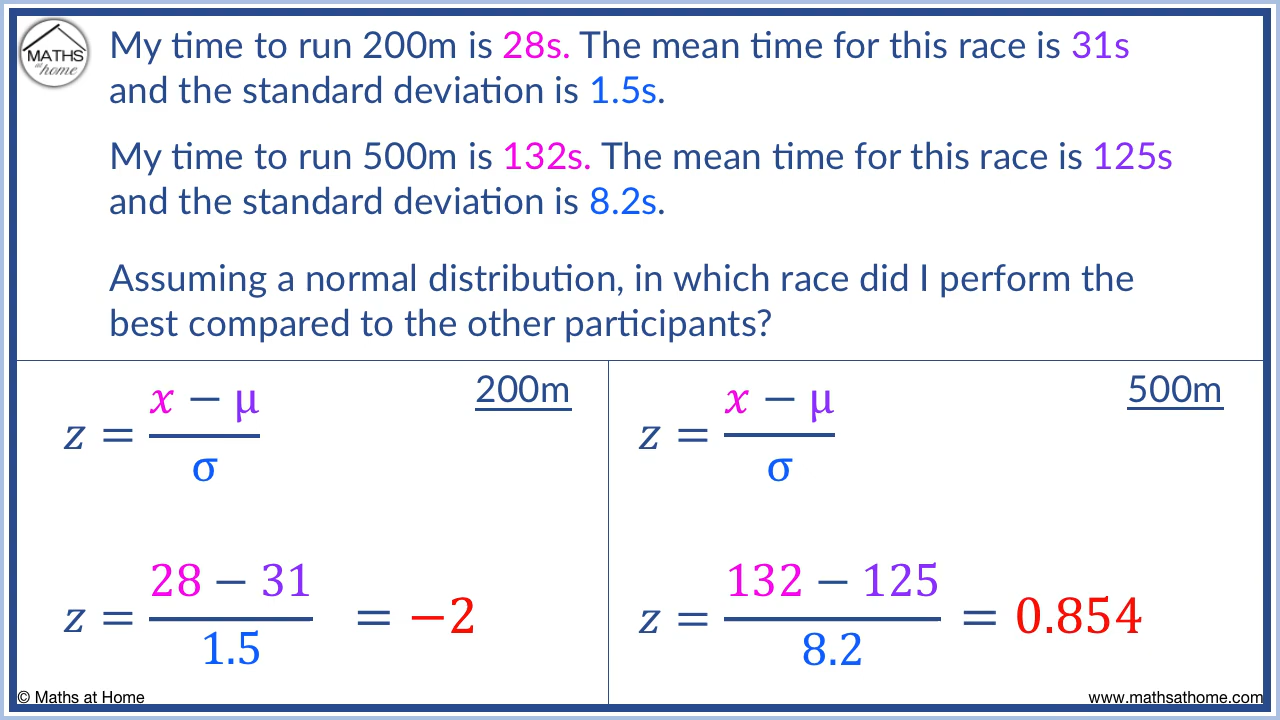 MATHS
at
home
My time to run 200m is 28s. The mean time for this race is 31s
and the standard deviation is 1.5s.
My time to run 500m is 132s. The mean time for this race is 125s
and the standard deviation is 8.2s.
Assuming a normal distribution, in which race did I perform the
best compared to the other participants?
200m
z = (x − μ) / σ
z = (28 − 31) / 1.5 = −2
500m
z = (x − μ) / σ
z = (132 − 125) / 8.2 = 0.854
© Maths at Home
www.mathsathome.com